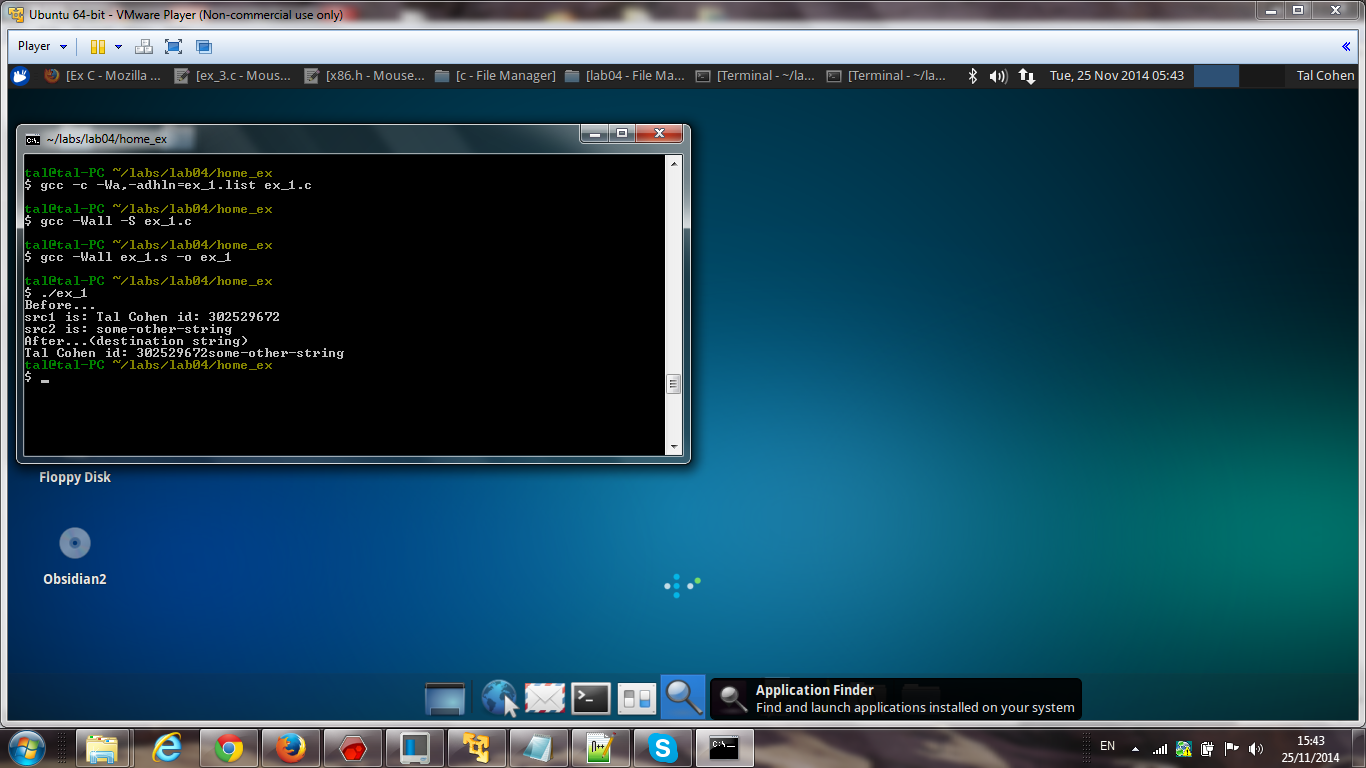 Ubuntu 64-bit - VMware Player (Non-commercial use only)
Player
[Ex C - Mozilla ... [ex_3.c - Mous... [x86.h - Mouse... [c - File Manager] [lab04 - File Ma... [Terminal - ~/la... [Terminal - ~/la... Tue, 25 Nov 2014 05:43 Tal Cohen
~/labs/lab04/home_ex
tal@tal-PC ~/labs/lab04/home_ex
$ gcc -c -Wa,-adhln=ex_1.list ex_1.c
tal@tal-PC ~/labs/lab04/home_ex
$ gcc -Wall -S ex_1.c
tal@tal-PC ~/labs/lab04/home_ex
$ gcc -Wall ex_1.s -o ex_1
tal@tal-PC ~/labs/lab04/home_ex
$ ./ex_1
Before...
src1 is: Tal Cohen id: 302529672
src2 is: some-other-string
After...(destination string)
Tal Cohen id: 302529672some-other-string
tal@tal-PC ~/labs/lab04/home_ex
$
Floppy Disk
Obsidian2
Application Finder
Find and launch applications installed on your system
EN
15:43
25/11/2014